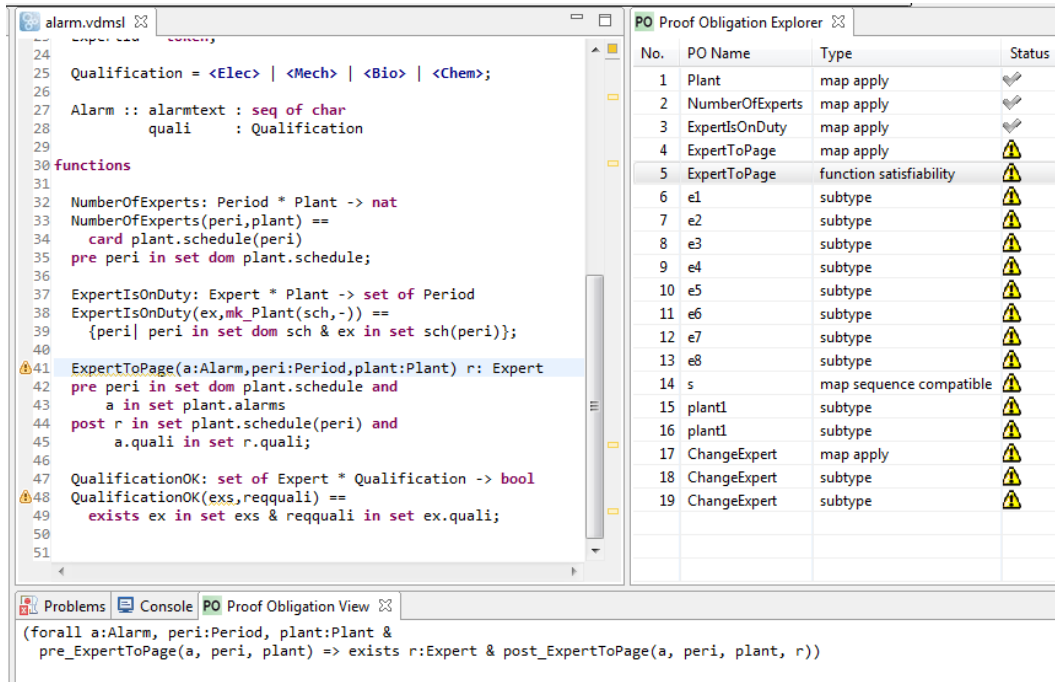 alarm.vdmsl
24
25 Qualification = <Elec> | <Mech> | <Bio> | <Chem>;
26
27 Alarm :: alarmtext : seq of char
28 quali : Qualification
29
30 functions
31
32 NumberOfExperts: Period * Plant -> nat
33 NumberOfExperts(peri,plant) ==
34 card plant.schedule(peri)
35 pre peri in set dom plant.schedule;
36
37 ExpertIsOnDuty: Expert * Plant -> set of Period
38 ExpertIsOnDuty(ex,mk_Plant(sch,-)) ==
39 {peri| peri in set dom sch & ex in set sch(peri)};
40
41 ExpertToPage(a:Alarm,peri:Period,plant:Plant) r: Expert
42 pre peri in set dom plant.schedule and
43 a in set plant.alarms
44 post r in set plant.schedule(peri) and
45 a.quali in set r.quali;
46
47 QualificationOK: set of Expert * Qualification -> bool
48 QualificationOK(exs,reqquali) ==
49 exists ex in set exs & reqquali in set ex.quali;
50
51
PO Proof Obligation Explorer
No. PO Name Type Status
1 Plant map apply
2 NumberOfExperts map apply
3 ExpertIsOnDuty map apply
4 ExpertToPage map apply
5 ExpertToPage function satisfiability
6 e1 subtype
7 e2 subtype
8 e3 subtype
9 e4 subtype
10 e5 subtype
11 e6 subtype
12 e7 subtype
13 e8 subtype
14 s map sequence compatible
15 plant1 subtype
16 plant1 subtype
17 ChangeExpert map apply
18 ChangeExpert subtype
19 ChangeExpert subtype
Problems Console PO Proof Obligation View
(forall a:Alarm, peri:Period, plant:Plant &
pre_ExpertToPage(a, peri, plant) => exists r:Expert & post_ExpertToPage(a, peri, plant, r))